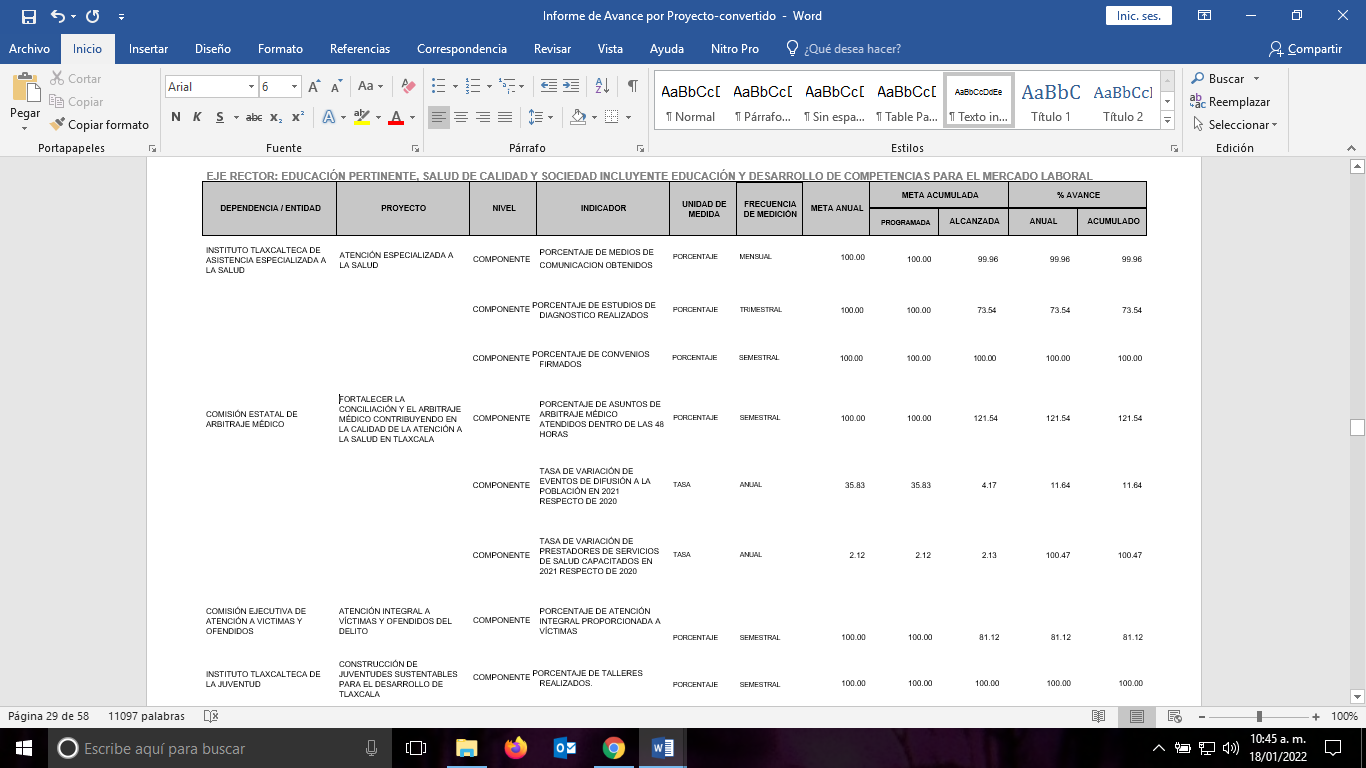 Informe de Avance por Proyecto-convertido - Word
Inic. ses.
Archivo Inicio Insertar Diseño Formato Referencias Correspondencia Revisar Vista Ayuda Nitro Pro ¿Qué desea hacer? Compartir
Pegar
Cortar
Copiar
Copiar formato
Portapapeles
Arial 6
N K S abc x₂ x²
Fuente
Párrafo
AaBbCcD AaBbCcD AaBbCcD AaBbCcD AaBbCcDdEe AaBbC AaBbCcI
¶ Normal ¶ Párrafo... ¶ Sin espa... ¶ Table Pa... ¶ Texto in... Título 1 Título 2
Estilos
Buscar
Reemplazar
Seleccionar
Edición
EJE RECTOR: EDUCACIÓN PERTINENTE, SALUD DE CALIDAD Y SOCIEDAD INCLUYENTE EDUCACIÓN Y DESARROLLO DE COMPETENCIAS PARA EL MERCADO LABORAL
DEPENDENCIA / ENTIDAD
PROYECTO
NIVEL
INDICADOR
UNIDAD DE
MEDIDA
FRECUENCIA
DE MEDICIÓN
META ANUAL
META ACUMULADA
PROGRAMADA ALCANZADA
% AVANCE
ANUAL ACUMULADO
INSTITUTO TLAXCALTECA DE
ASISTENCIA ESPECIALIZADA A
LA SALUD
ATENCIÓN ESPECIALIZADA A
LA SALUD
COMPONENTE
PORCENTAJE DE MEDIOS DE
COMUNICACION OBTENIDOS
PORCENTAJE MENSUAL 100.00 100.00 99.96 99.96 99.96
COMPONENTE
PORCENTAJE DE ESTUDIOS DE
DIAGNOSTICO REALIZADOS
PORCENTAJE TRIMESTRAL 100.00 100.00 73.54 73.54 73.54
COMPONENTE
PORCENTAJE DE CONVENIOS
FIRMADOS
PORCENTAJE SEMESTRAL 100.00 100.00 100.00 100.00 100.00
COMISIÓN ESTATAL DE
ARBITRAJE MÉDICO
FORTALECER LA
CONCILIACIÓN Y EL ARBITRAJE
MÉDICO CONTRIBUYENDO EN
LA CALIDAD DE LA ATENCIÓN A
LA SALUD EN TLAXCALA
COMPONENTE
PORCENTAJE DE ASUNTOS DE
ARBITRAJE MÉDICO
ATENDIDOS DENTRO DE LAS 48
HORAS
PORCENTAJE SEMESTRAL 100.00 100.00 121.54 121.54 121.54
COMPONENTE
TASA DE VARIACIÓN DE
EVENTOS DE DIFUSIÓN A LA
POBLACIÓN EN 2021
RESPECTO DE 2020
TASA ANUAL 35.83 35.83 4.17 11.64 11.64
COMPONENTE
TASA DE VARIACIÓN DE
PRESTADORES DE SERVICIOS
DE SALUD CAPACITADOS EN
2021 RESPECTO DE 2020
TASA ANUAL 2.12 2.12 2.13 100.47 100.47
COMISIÓN EJECUTIVA DE
ATENCIÓN A VICTIMAS Y
OFENDIDOS
ATENCIÓN INTEGRAL A
VÍCTIMAS Y OFENDIDOS DEL
DELITO
COMPONENTE
PORCENTAJE DE ATENCIÓN
INTEGRAL PROPORCIONADA A
VÍCTIMAS
PORCENTAJE SEMESTRAL 100.00 100.00 81.12 81.12 81.12
INSTITUTO TLAXCALTECA DE
LA JUVENTUD
CONSTRUCCIÓN DE
JUVENTUDES SUSTENTABLES
PARA EL DESARROLLO DE
TLAXCALA
COMPONENTE
PORCENTAJE DE TALLERES
REALIZADOS.
PORCENTAJE SEMESTRAL 100.00 100.00 100.00 100.00 100.00
Página 29 de 58 11097 palabras 100%
Escribe aquí para buscar
10:45 a. m.
18/01/2022